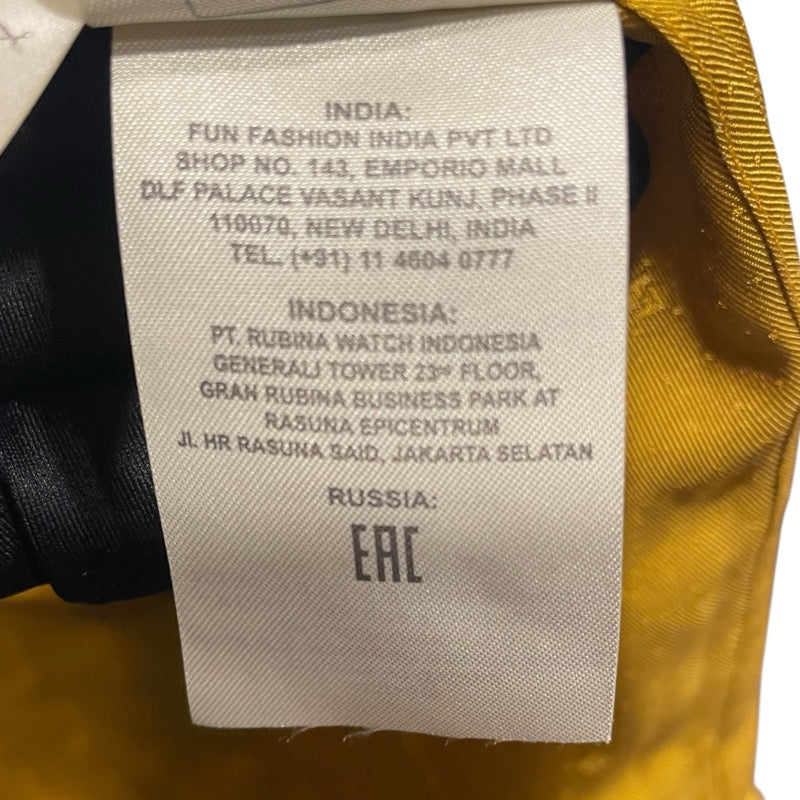 INDIA:
FUN FASHION INDIA PVT LTD
SHOP NO. 143, EMPORIO MALL
DLF PALACE VASANT KUNJ, PHASE II
110070, NEW DELHI, INDIA
TEL. (+91) 11 4604 0777
INDONESIA:
PT. RUBINA WATCH INDONESIA
GENERALI TOWER 23RD FLOOR,
GRAN RUBINA BUSINESS PARK AT
RASUNA EPICENTRUM
Jl. HR RASUNA SAID, JAKARTA SELATAN
RUSSIA:
EAC